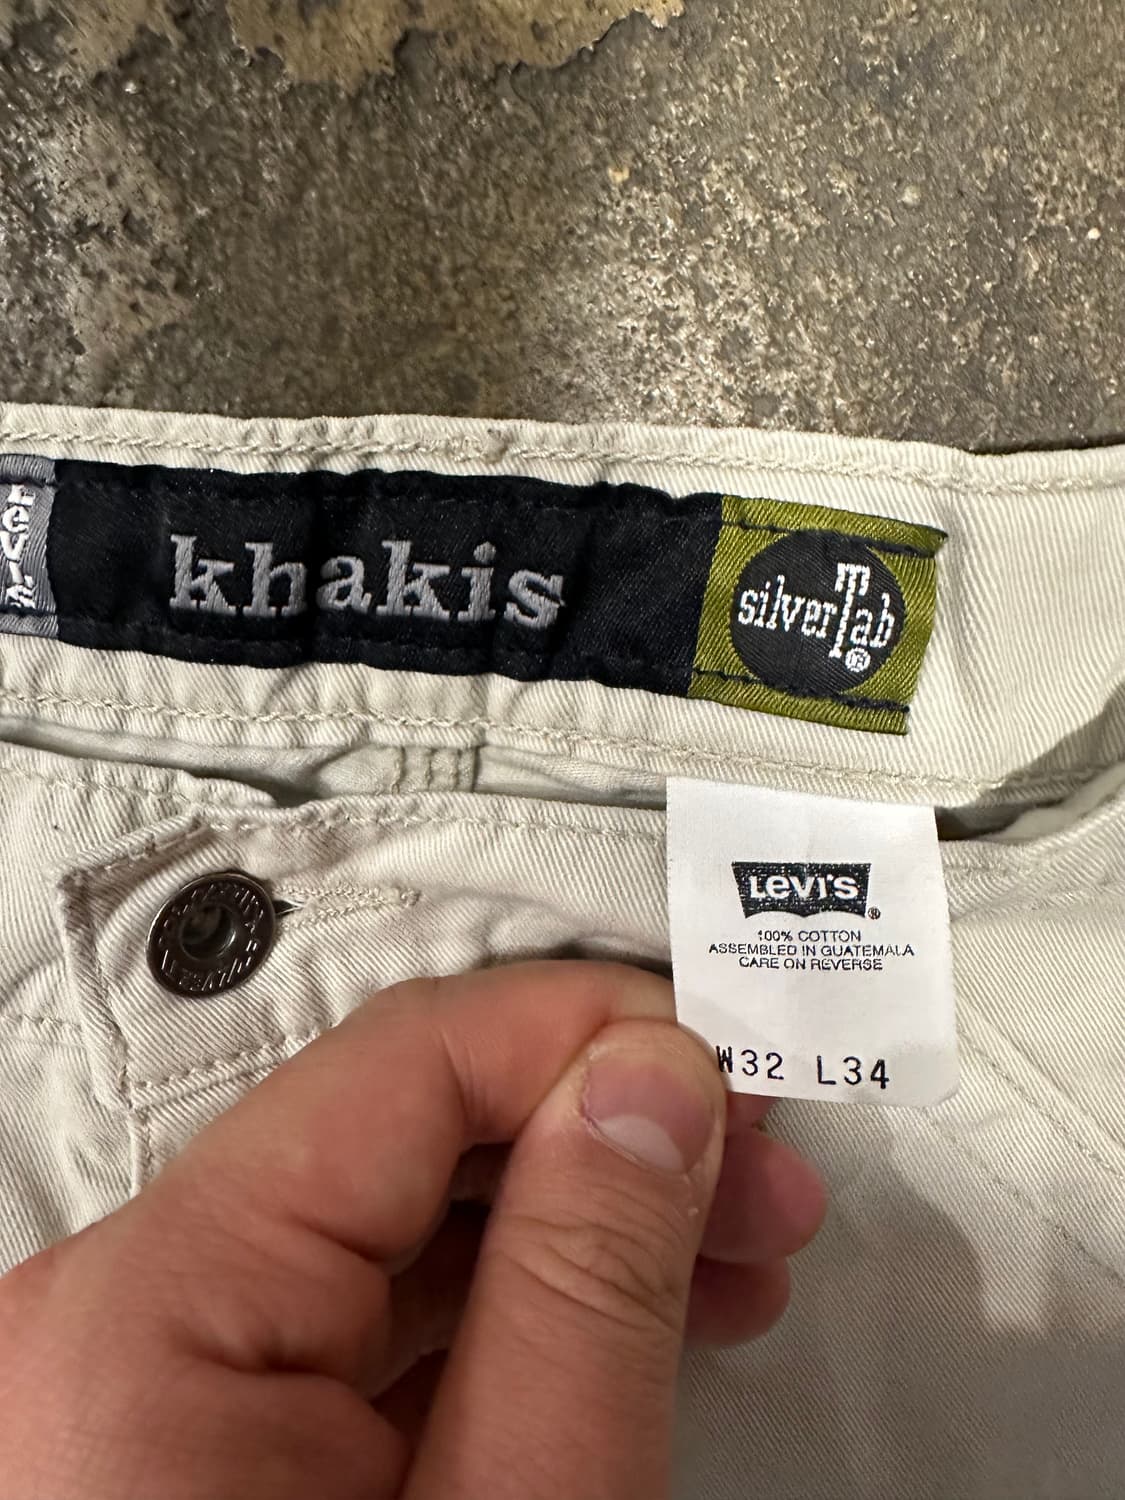 Levi's
khakis
silverTab
®
LEVI'S
®
100% COTTON
ASSEMBLED IN GUATEMALA
CARE ON REVERSE
W32 L34